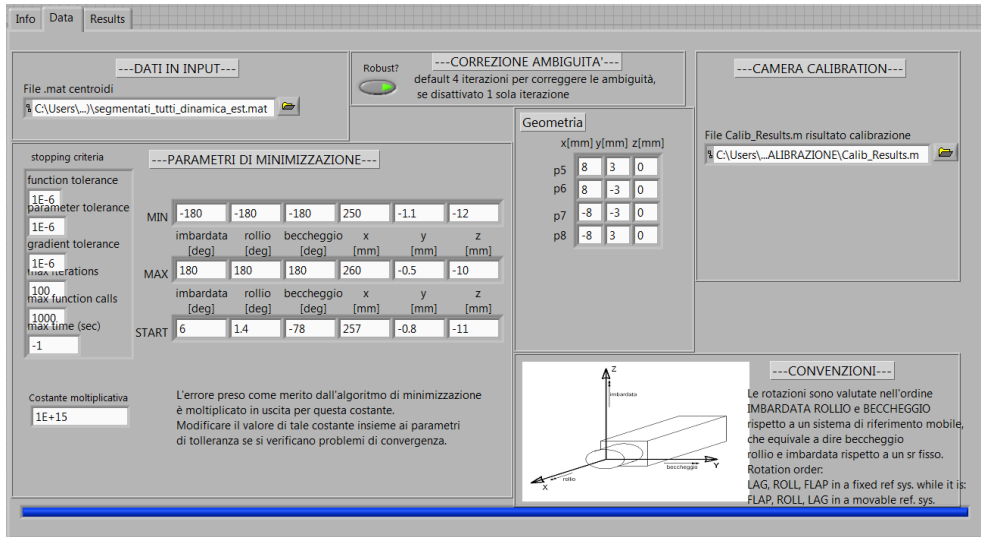 Info Data Results
---DATI IN INPUT---
File .mat centroidi
C:\Users\...)\segmentati_tutti_dinamica_est.mat
Robust?
---CORREZIONE AMBIGUITA'---
default 4 iterazioni per correggere le ambiguità,
se disattivato 1 sola iterazione
---CAMERA CALIBRATION---
File Calib_Results.m risultato calibrazione
C:\Users\...ALIBRAZIONE\Calib_Results.m
Geometria
x[mm] y[mm] z[mm]
p5 8 3 0
p6 8 -3 0
p7 -8 -3 0
p8 -8 3 0
stopping criteria
function tolerance
1E-6
parameter tolerance
1E-6
gradient tolerance
1E-6
max iterations
100
max function calls
1000
max time (sec)
-1
---PARAMETRI DI MINIMIZZAZIONE---
MIN -180 -180 -180 250 -1.1 -12
imbardata rollio beccheggio x y z
[deg] [deg] [deg] [mm] [mm] [mm]
MAX 180 180 180 260 -0.5 -10
imbardata rollio beccheggio x y z
[deg] [deg] [deg] [mm] [mm] [mm]
START 6 1.4 -78 257 -0.8 -11
Costante moltiplicativa
1E+15
L'errore preso come merito dall'algoritmo di minimizzazione
è moltiplicato in uscita per questa costante.
Modificare il valore di tale costante insieme ai parametri
di tolleranza se si verificano problemi di convergenza.
Z
imbardata
beccheggio
Y
rollio
X
---CONVENZIONI---
Le rotazioni sono valutate nell'ordine
IMBARDATA ROLLIO e BECCHEGGIO
rispetto a un sistema di riferimento mobile,
che equivale a dire beccheggio
rollio e imbardata rispetto a un sr fisso.
Rotation order:
LAG, ROLL, FLAP in a fixed ref sys. while it is:
FLAP, ROLL, LAG in a movable ref. sys.